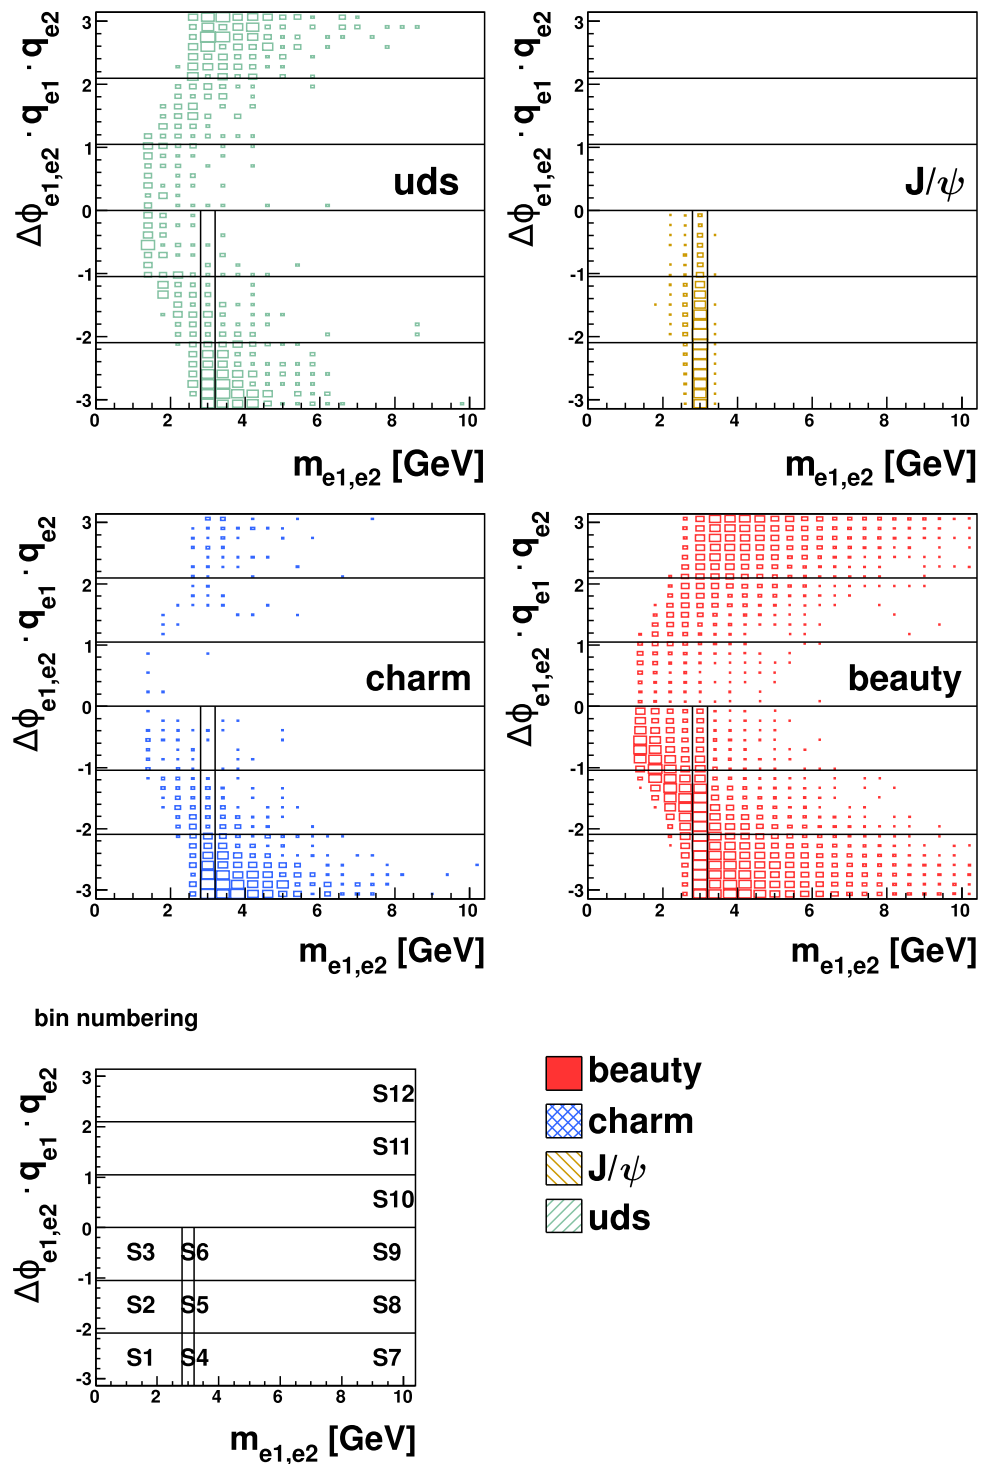 Δϕe1,e2 · qe1 · qe2
3
2
1
0
-1
-2
-3
uds
0 2 4 6 8 10
me1,e2 [GeV]
Δϕe1,e2 · qe1 · qe2
3
2
1
0
-1
-2
-3
J/ψ
0 2 4 6 8 10
me1,e2 [GeV]
Δϕe1,e2 · qe1 · qe2
3
2
1
0
-1
-2
-3
charm
0 2 4 6 8 10
me1,e2 [GeV]
Δϕe1,e2 · qe1 · qe2
3
2
1
0
-1
-2
-3
beauty
0 2 4 6 8 10
me1,e2 [GeV]
bin numbering
Δϕe1,e2 · qe1 · qe2
3
2
1
0
-1
-2
-3
S12
S11
S10
S3 S6 S9
S2 S5 S8
S1 S4 S7
0 2 4 6 8 10
me1,e2 [GeV]
beauty
charm
J/ψ
uds